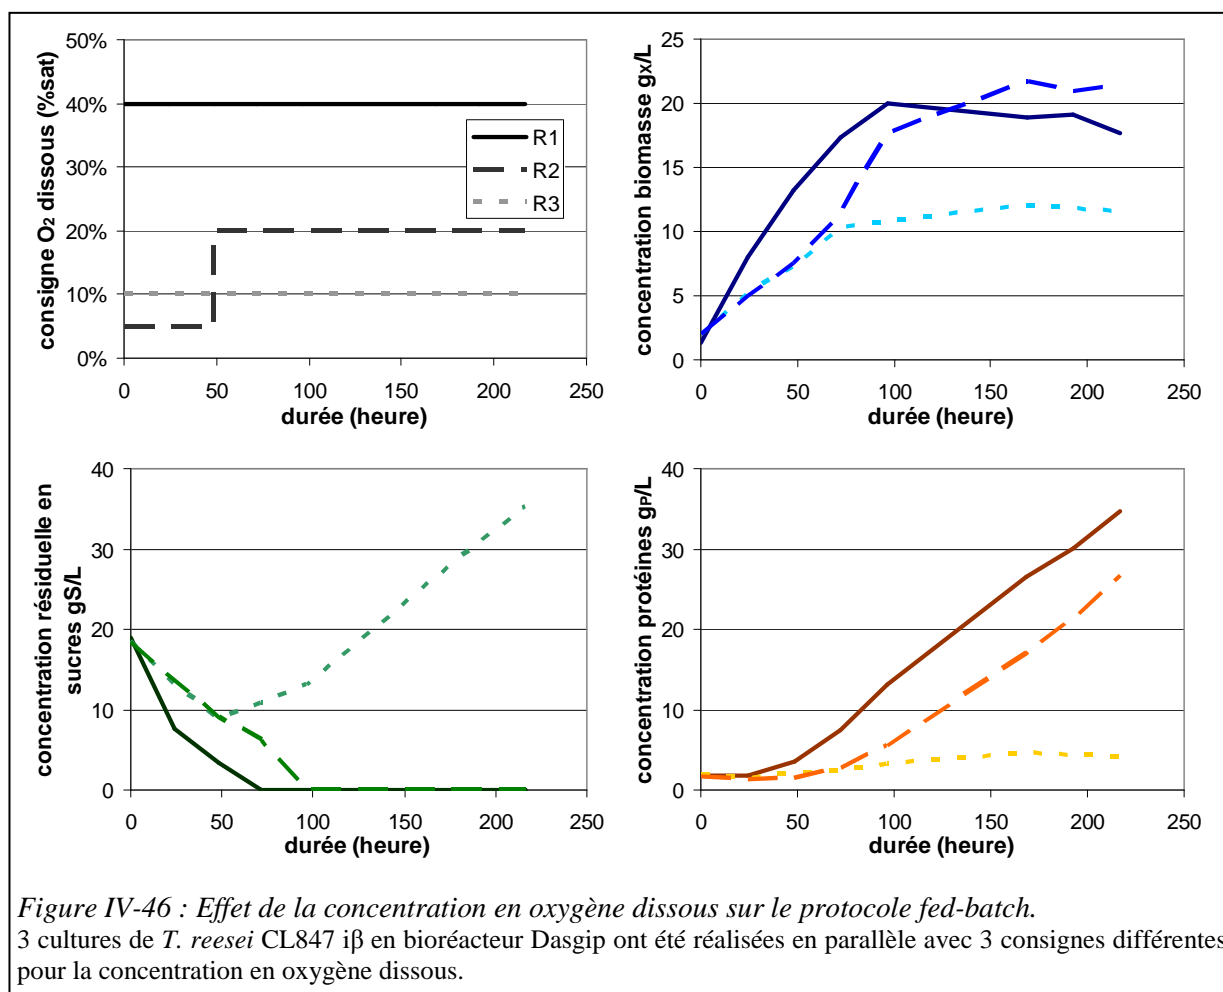 50%
40%
30%
20%
10%
0%
consigne O2 dissous (%sat)
R1
R2
R3
0 50 100 150 200 250
durée (heure)
25
20
15
10
5
0
concentration biomasse gx/L
0 50 100 150 200 250
durée (heure)
40
30
20
10
0
concentration résiduelle en
sucres gS/L
0 50 100 150 200 250
durée (heure)
40
30
20
10
0
concentration protéines gP/L
0 50 100 150 200 250
durée (heure)
Figure IV-46 : Effet de la concentration en oxygène dissous sur le protocole fed-batch.
3 cultures de T. reesei CL847 iβ en bioréacteur Dasgip ont été réalisées en parallèle avec 3 consignes différentes
pour la concentration en oxygène dissous.